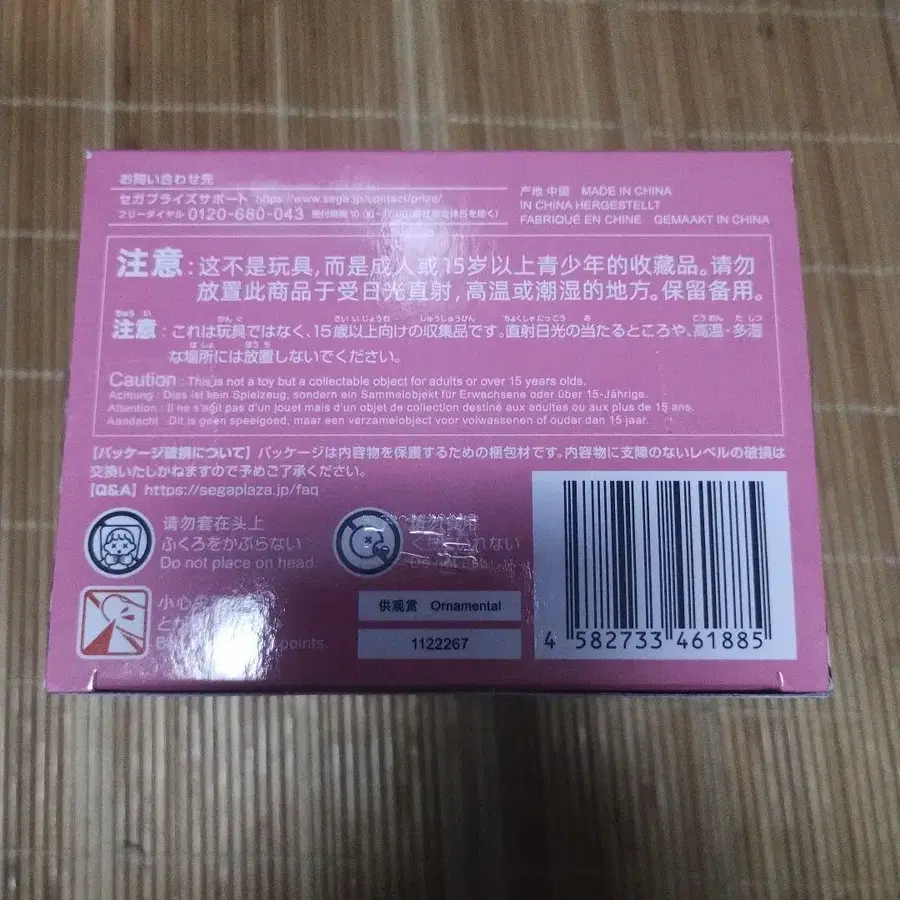 お問い合わせ先
セガプライズサポート https://www.sega.jp/contact/prize/
フリーダイヤル 0120-680-043 受付時間 10:00-17:00
产地 中国 MADE IN CHINA
IN CHINA HERGESTELLT
FABRIQUÉ EN CHINE GEMAAKT IN CHINA
注意:这不是玩具,而是成人或15岁以上青少年的收藏品。请勿
放置此商品于受日光直射,高温或潮湿的地方。保留备用。
注意:これは玩具ではなく、15歳以上向けの収集品です。直射日光の当たるところや、高温・多湿
な場所には放置しないでください。
Caution : This is not a toy but a collectable object for adults or over 15 years olds.
Achtung : Dies ist kein Spielzeug, sondern ein Sammelobjekt für Erwachsene oder über 15-Jährige.
Attention : Il ne s'agit pas d'un jouet mais d'un objet de collection destiné aux adultes ou aux plus de 15 ans.
Aandacht : Dit is geen speelgoed, maar een verzamelobject voor volwassenen of ouder dan 15 jaar.
【パッケージ破損について】パッケージは内容物を保護するための梱包材です。内容物に支障のないレベルの破損は
交換いたしかねますので予めご了承ください。
【Q&A】https://segaplaza.jp/faq
请勿套在头上
ふくろをかぶらない
Do not place on head
れない
小心
points.
供观赏 Ornamental
1122267
4 582733 461885